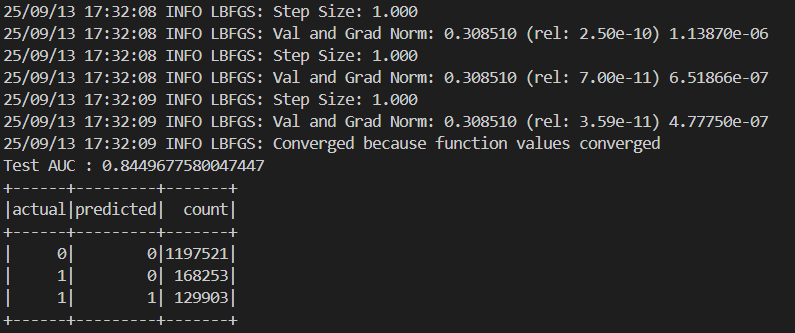 25/09/13 17:32:08 INFO LBFGS: Step Size: 1.000
25/09/13 17:32:08 INFO LBFGS: Val and Grad Norm: 0.308510 (rel: 2.50e-10) 1.13870e-06
25/09/13 17:32:08 INFO LBFGS: Step Size: 1.000
25/09/13 17:32:08 INFO LBFGS: Val and Grad Norm: 0.308510 (rel: 7.00e-11) 6.51866e-07
25/09/13 17:32:09 INFO LBFGS: Step Size: 1.000
25/09/13 17:32:09 INFO LBFGS: Val and Grad Norm: 0.308510 (rel: 3.59e-11) 4.77750e-07
25/09/13 17:32:09 INFO LBFGS: Converged because function values converged
Test AUC : 0.8449677580047447
+------+---------+-------+
|actual|predicted|  count|
+------+---------+-------+
|     0|        0|1197521|
|     1|        0| 168253|
|     1|        1| 129903|
+------+---------+-------+